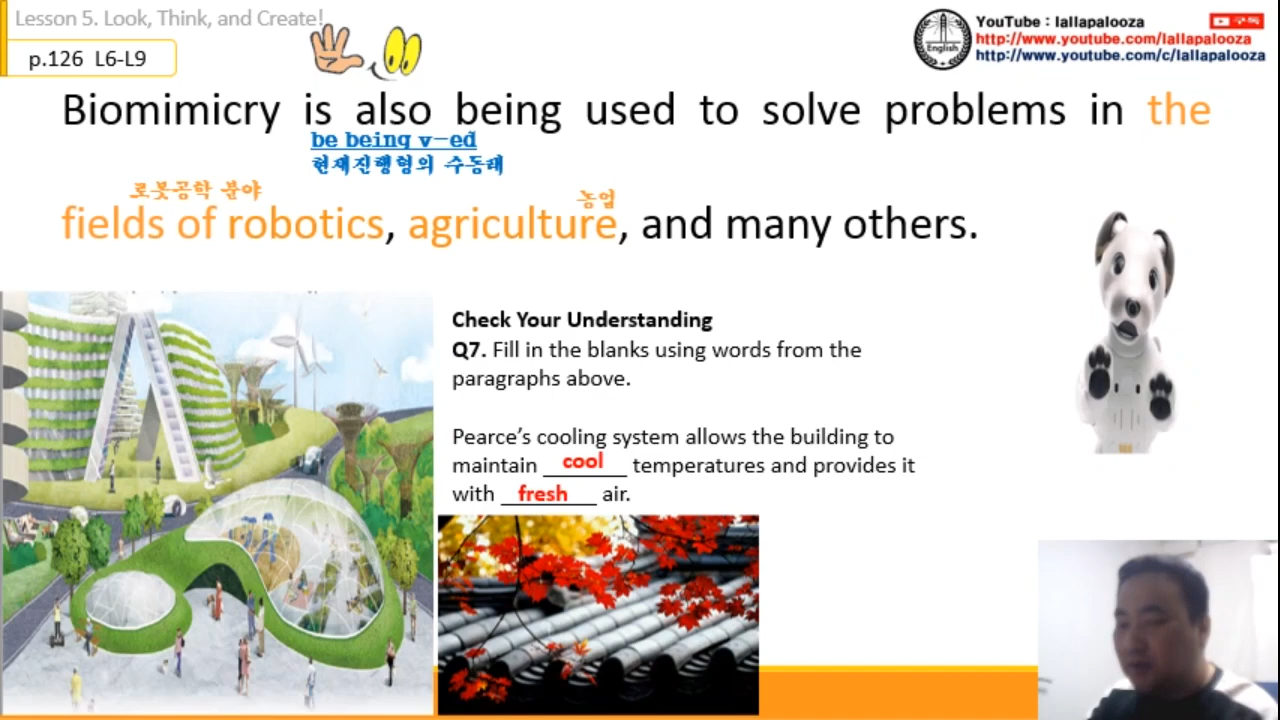 Lesson 5. Look, Think, and Create!
p.126 L6-L9
English
YouTube : lallapalooza
구독
http://www.youtube.com/lallapalooza
http://www.youtube.com/c/lallapalooza
Biomimicry is also being used to solve problems in the
be being v-ed
현재진행형의 수동태
로봇공학 분야
농업
fields of robotics, agriculture, and many others.
Check Your Understanding
Q7. Fill in the blanks using words from the
paragraphs above.
Pearce's cooling system allows the building to
maintain cool temperatures and provides it
with fresh air.